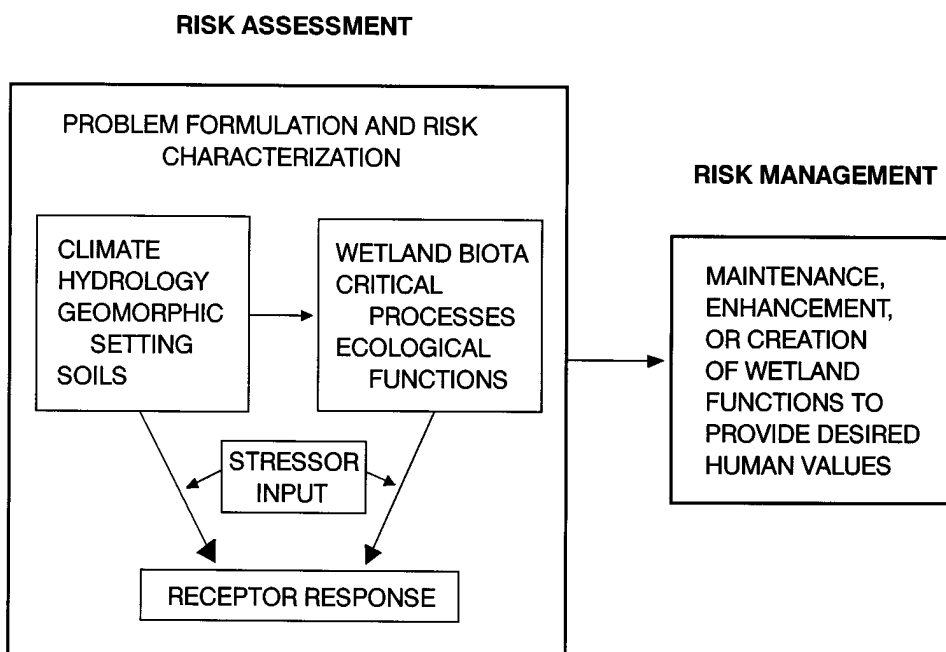 RISK ASSESSMENT
PROBLEM FORMULATION AND RISK
CHARACTERIZATION
CLIMATE
HYDROLOGY
GEOMORPHIC
SETTING
SOILS
WETLAND BIOTA
CRITICAL
PROCESSES
ECOLOGICAL
FUNCTIONS
STRESSOR
INPUT
RECEPTOR RESPONSE
RISK MANAGEMENT
MAINTENANCE,
ENHANCEMENT,
OR CREATION
OF WETLAND
FUNCTIONS TO
PROVIDE DESIRED
HUMAN VALUES